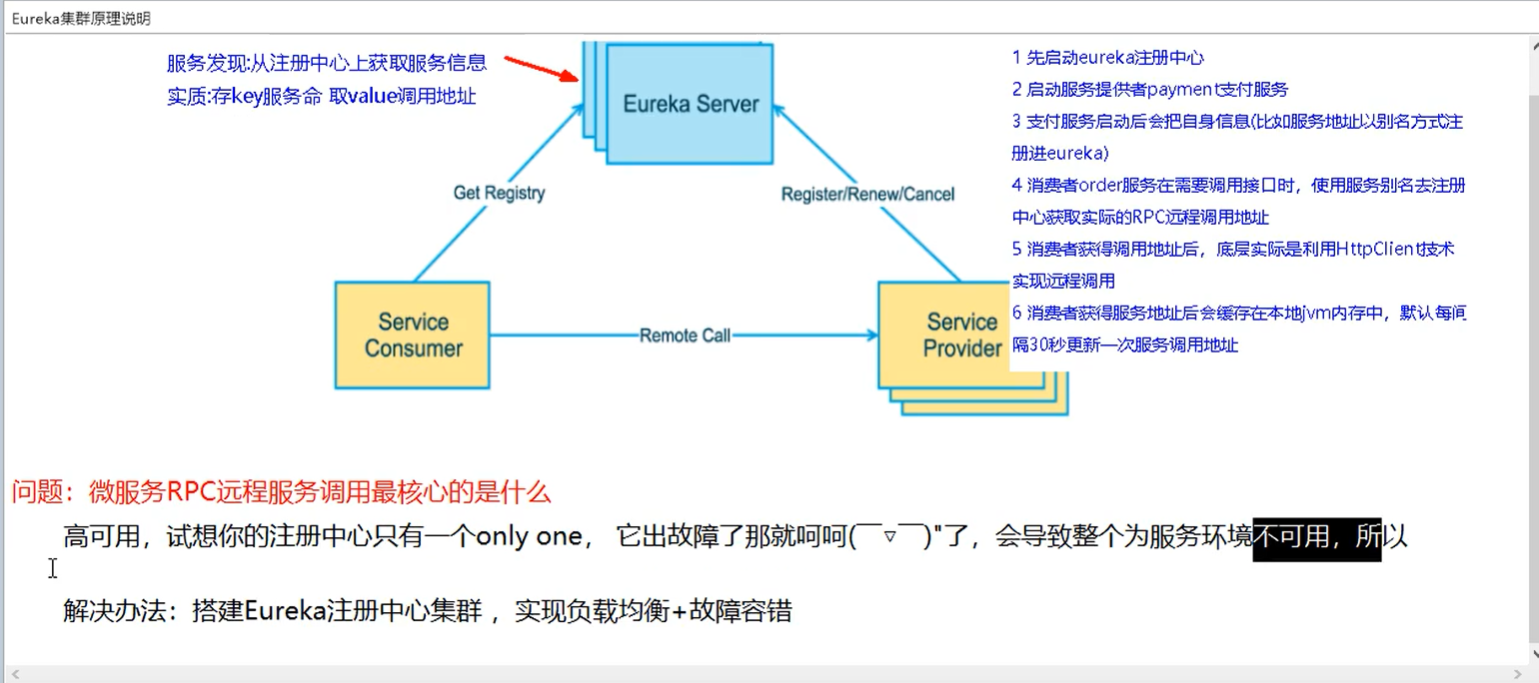 Eureka集群原理说明
服务发现:从注册中心上获取服务信息
实质:存key服务命 取value调用地址
Eureka Server
Get Registry
Register/Renew/Cancel
Service
Consumer
Remote Call
Service
Provider
1 先启动eureka注册中心
2 启动服务提供者payment支付服务
3 支付服务启动后会把自身信息(比如服务地址以别名方式注
册进eureka)
4 消费者order服务在需要调用接口时，使用服务别名去注册
中心获取实际的RPC远程调用地址
5 消费者获得调用地址后，底层实际是利用HttpClient技术
实现远程调用
6 消费者获得服务地址后会缓存在本地jvm内存中，默认每间
隔30秒更新一次服务调用地址
问题：微服务RPC远程服务调用最核心的是什么
高可用，试想你的注册中心只有一个only one， 它出故障了那就呵呵(￣▽￣)"了，会导致整个为服务环境不可用，所以
解决办法：搭建Eureka注册中心集群 ，实现负载均衡+故障容错